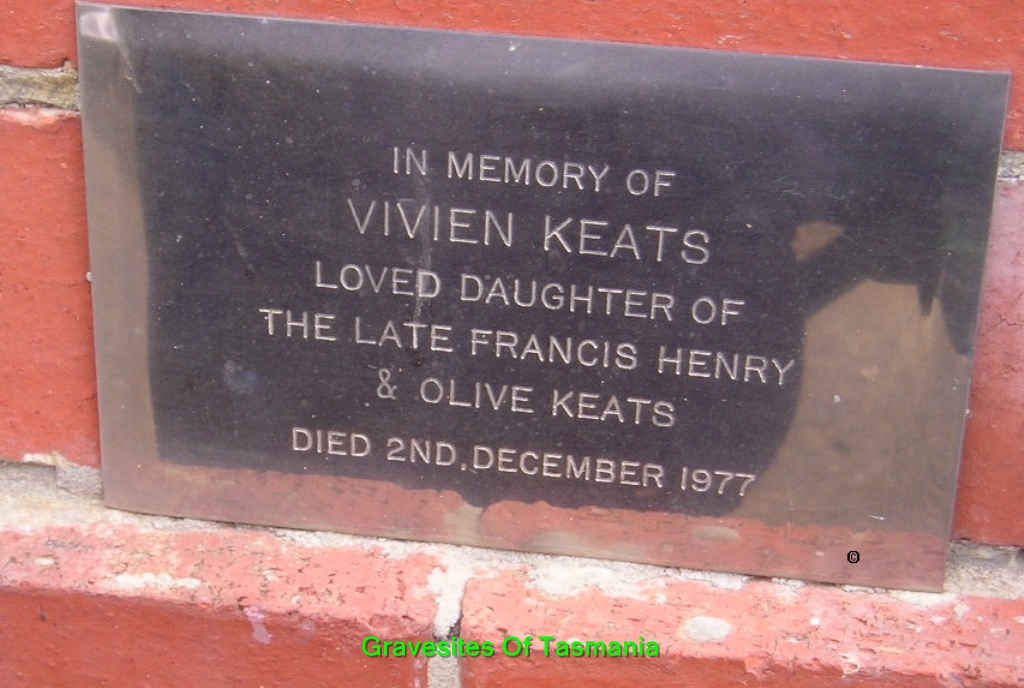 IN MEMORY OF
VIVIEN KEATS
LOVED DAUGHTER OF
THE LATE FRANCIS HENRY
& OLIVE KEATS
DIED 2ND. DECEMBER 1977
©
Gravesites Of Tasmania